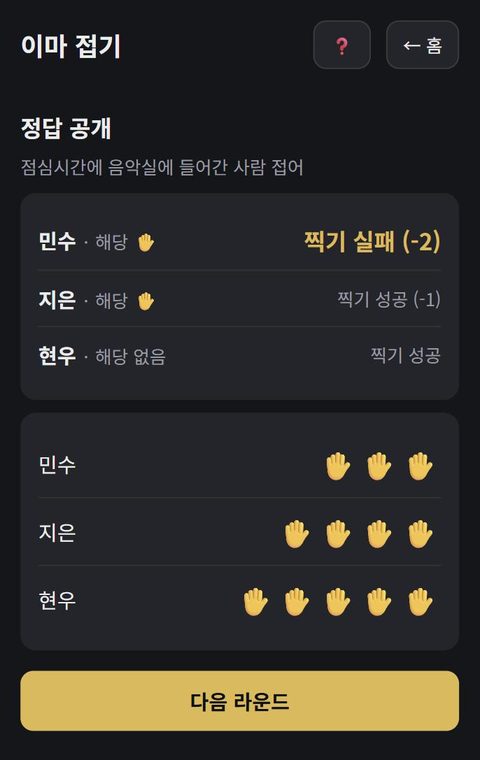 이마 접기
❓
← 홈
정답 공개
점심시간에 음악실에 들어간 사람 접어
민수 · 해당 ✋ 찍기 실패 (-2)
지은 · 해당 ✋ 찍기 성공 (-1)
현우 · 해당 없음 찍기 성공
민수 ✋ ✋ ✋
지은 ✋ ✋ ✋ ✋
현우 ✋ ✋ ✋ ✋ ✋
다음 라운드